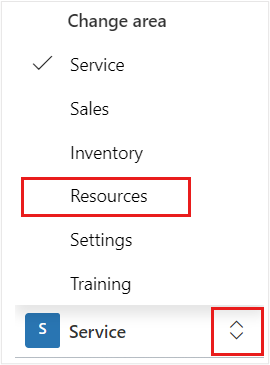 Change area
Service
Sales
Inventory
Resources
Settings
Training
S Service